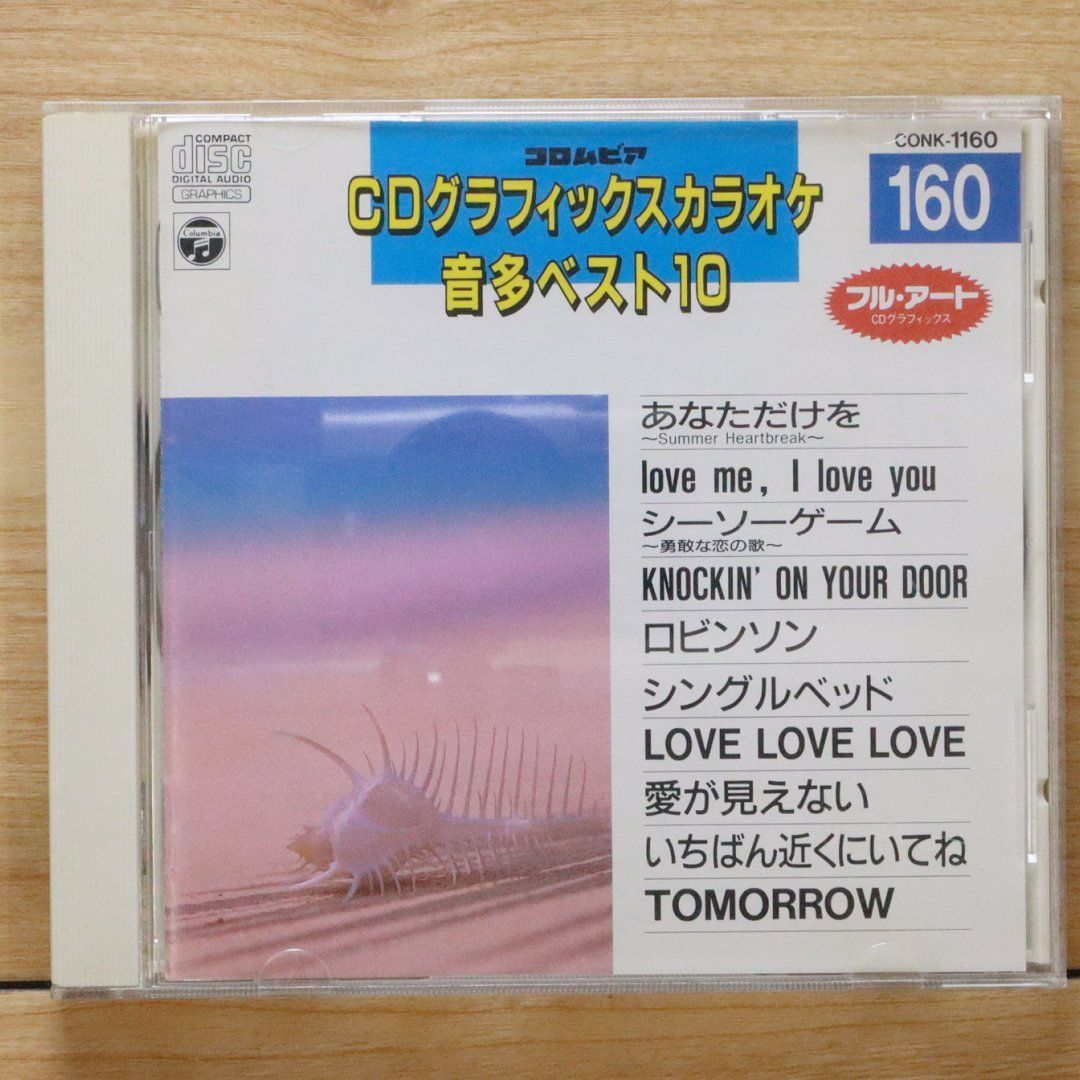 COMPACT
disc
DIGITAL AUDIO
GRAPHICS
Columbia
コロムビア
CDグラフィックスカラオケ
音多ベスト10
CONK-1160
160
フル・アート
CDグラフィックス
あなただけを
〜Summer Heartbreak〜
love me, I love you
シーソーゲーム
〜勇敢な恋の歌〜
KNOCKIN' ON YOUR DOOR
ロビンソン
シングルベッド
LOVE LOVE LOVE
愛が見えない
いちばん近くにいてね
TOMORROW